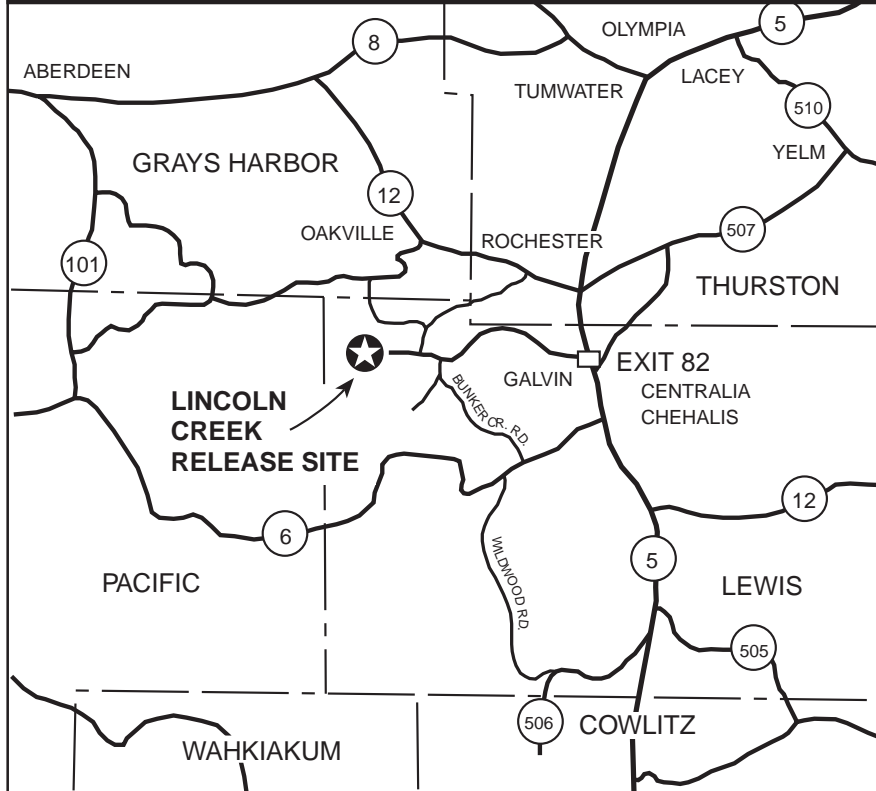 OLYMPIA
5
8
ABERDEEN
LACEY
TUMWATER
510
YELM
GRAYS HARBOR
12
OAKVILLE
ROCHESTER
507
101
THURSTON
EXIT 82
GALVIN
CENTRALIA
CHEHALIS
LINCOLN
CREEK
RELEASE SITE
BUNKER CR. RD.
12
6
WILDWOOD RD.
5
PACIFIC
LEWIS
505
506
COWLITZ
WAHKIAKUM